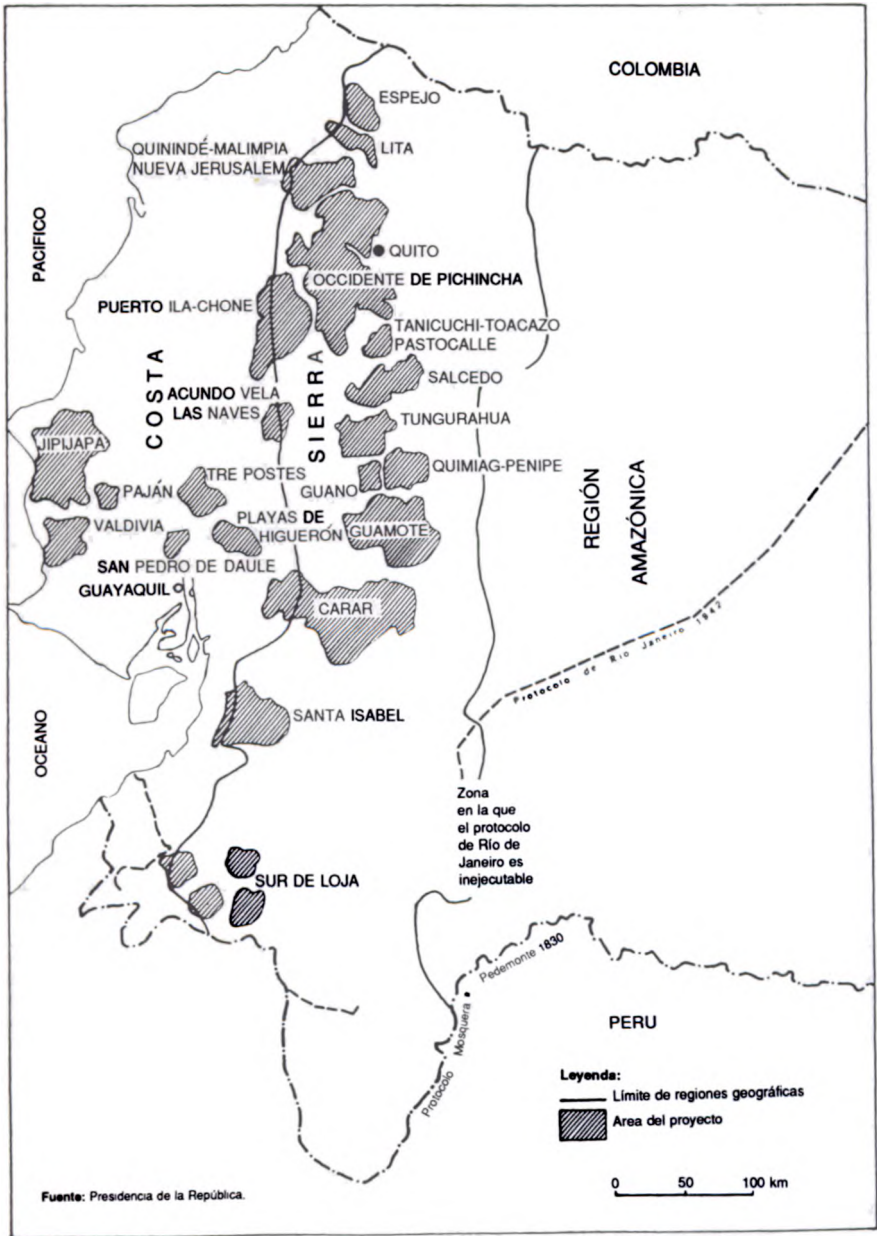 COLOMBIA
ESPEJO
LITA
QUININDÉ-MALIMPIA
NUEVA JERUSALEM
PACIFICO
QUITO
OCCIDENTE DE PICHINCHA
PUERTO ILA-CHONE
TANICUCHI-TOACAZO
PASTOCALLE
COSTA
SIERRA
SALCEDO
ACUNDO VELA
LAS NAVES
TUNGURAHUA
JIPIJAPA
TRE POSTES
QUIMIAG-PENIPE
PAJÁN
GUANO
REGIÓN
AMAZÓNICA
VALDIVIA
PLAYAS DE
HIGUERÓN
GUAMOTE
SAN PEDRO DE DAULE
GUAYAQUIL
CARAR
Protocolo de Río Janeiro 1942
SANTA ISABEL
OCEANO
Zona
en la que
el protocolo
de Río de
Janeiro es
inejecutable
SUR DE LOJA
Protocolo Mosquera Pedemonte 1830
PERU
Leyenda:
Límite de regiones geográficas
Area del proyecto
0 50 100 km
Fuente: Presidencia de la República.